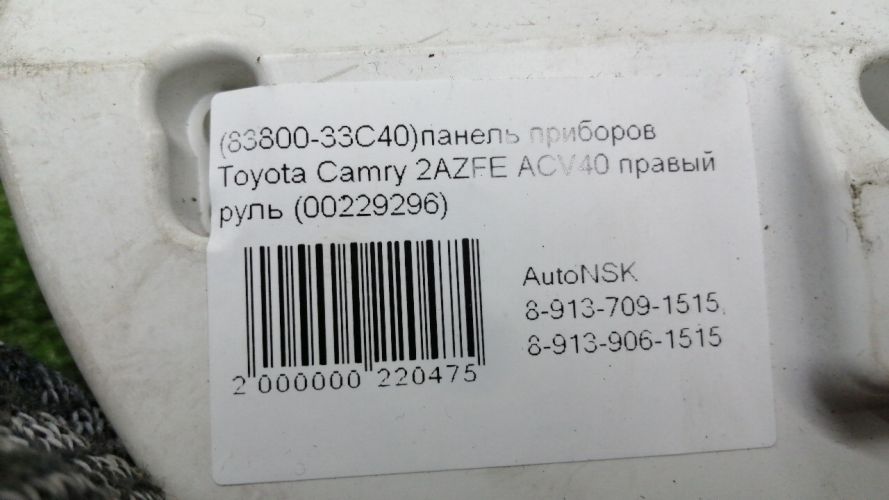 (83800-33C40)панель приборов
Toyota Camry 2AZFE ACV40 правый
руль (00229296)
AutoNSK
8-913-709-1515,
8-913-906-1515
2 000000 220475